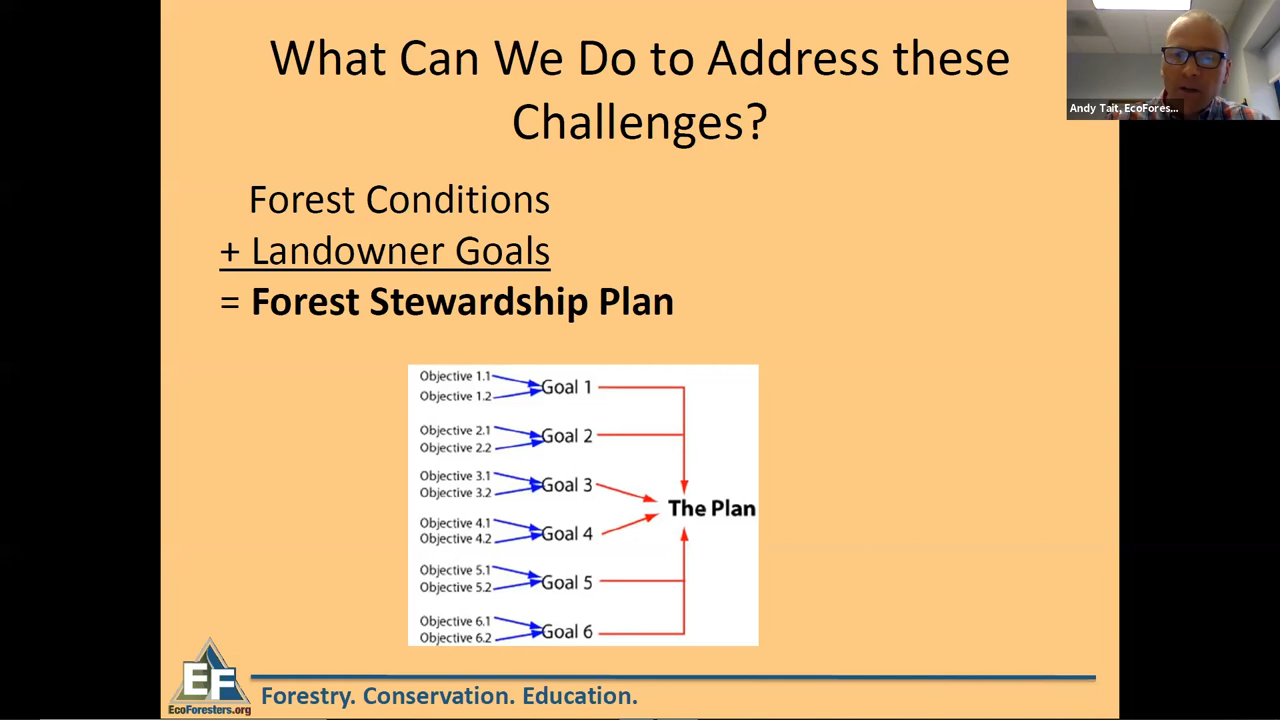 What Can We Do to Address these
Challenges?
Andy Tait, EcoFores...
Forest Conditions
+ Landowner Goals
= Forest Stewardship Plan
Objective 1.1
Objective 1.2
Goal 1
Objective 2.1
Objective 2.2
Goal 2
Objective 3.1
Objective 3.2
Goal 3
The Plan
Objective 4.1
Objective 4.2
Goal 4
Objective 5.1
Objective 5.2
Goal 5
Objective 6.1
Objective 6.2
Goal 6
EF
EcoForesters.org
Forestry. Conservation. Education.